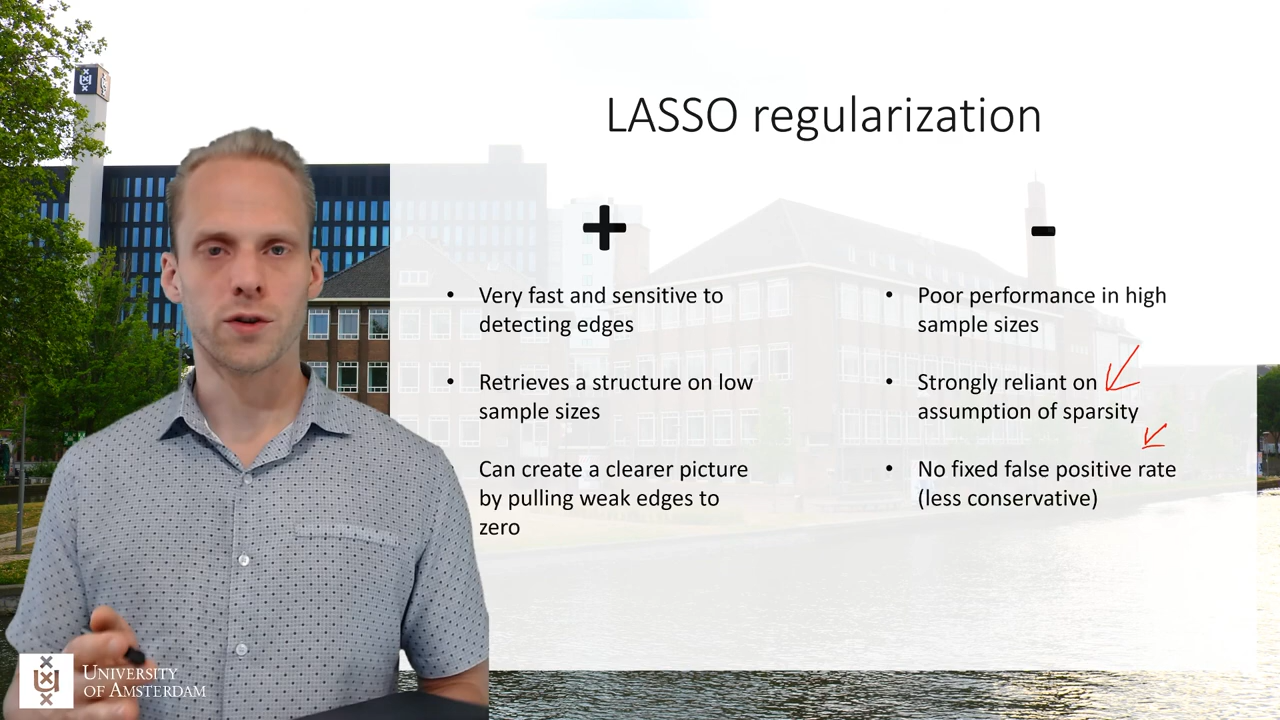 LASSO regularization
+
• Very fast and sensitive to
detecting edges
• Retrieves a structure on low
sample sizes
Can create a clearer picture
by pulling weak edges to
zero
-
• Poor performance in high
sample sizes
• Strongly reliant on
assumption of sparsity
• No fixed false positive rate
(less conservative)
UNIVERSITY
OF AMSTERDAM